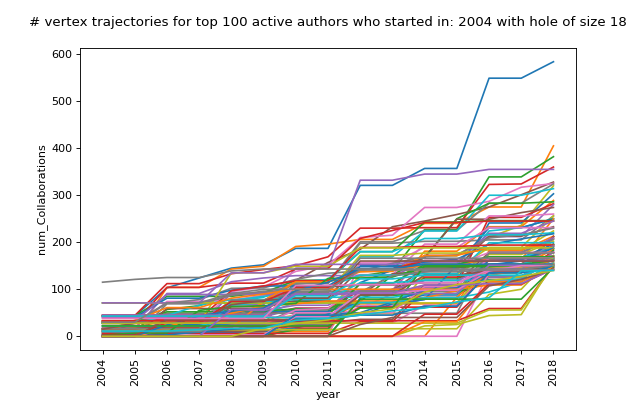 # vertex trajectories for top 100 active authors who started in: 2004 with hole of size 18
num_Collaborations
600
500
400
300
200
100
0
2004 2005 2006 2007 2008 2009 2010 2011 2012 2013 2014 2015 2016 2017 2018
year